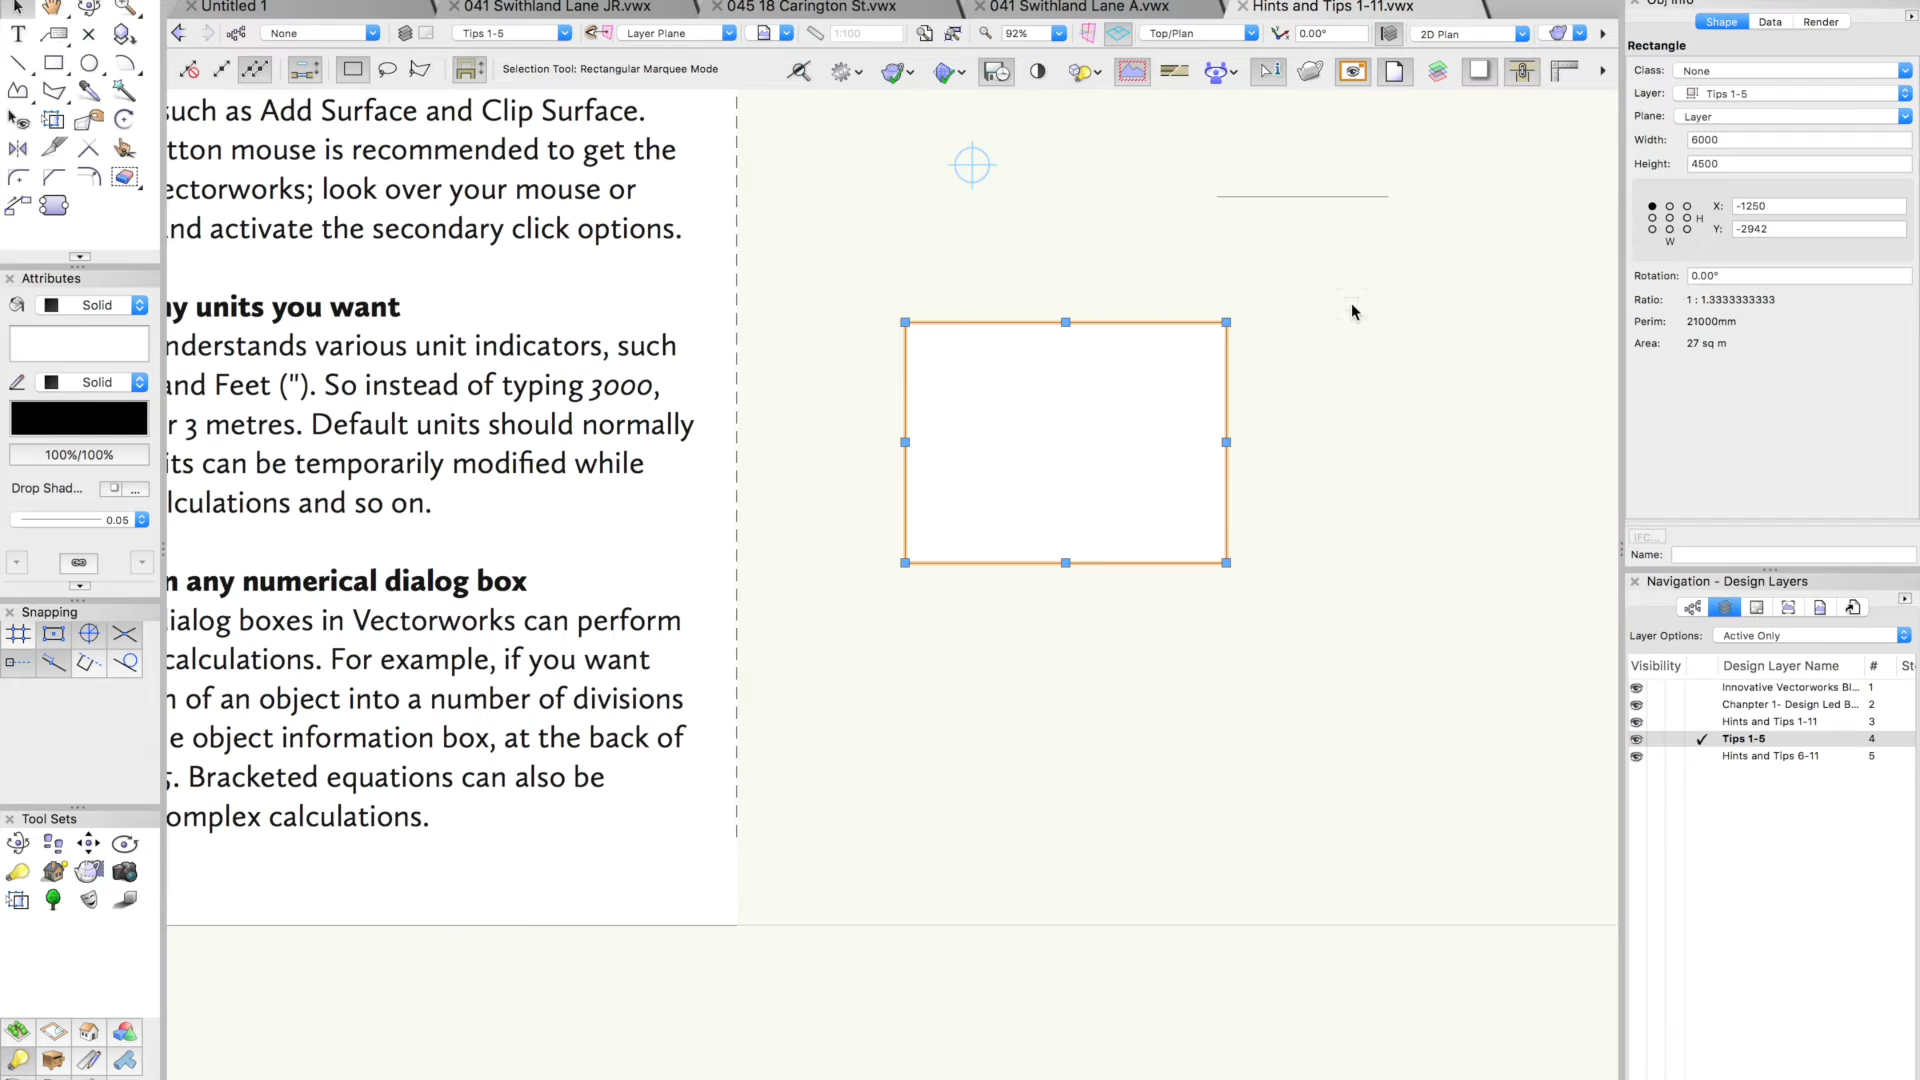 Untitled 1
041 Swithland Lane JR.vwx
045 18 Carington St.vwx
041 Swithland Lane A.vwx
Hints and Tips 1-11.vwx
Obj Info
None
Tips 1-5
Layer Plane
1:100
92%
Top/Plan
0.00°
2D Plan
Selection Tool: Rectangular Marquee Mode
Shape
Data
Render
Rectangle
Class: None
Layer: Tips 1-5
Plane: Layer
Width: 6000
Height: 4500
X: -1250
H
Y: -2942
W
Rotation: 0.00°
Ratio: 1 : 1.3333333333
Perim: 21000mm
Area: 27 sq m
IFC...
Name:
Navigation - Design Layers
Layer Options: Active Only
Visibility Design Layer Name # St
Innovative Vectorworks Bl... 1
Chanpter 1- Design Led B... 2
Hints and Tips 1-11 3
Tips 1-5 4
Hints and Tips 6-11 5
Attributes
Solid
Solid
100%/100%
Drop Shad... ...
0.05
Snapping
Tool Sets
such as Add Surface and Clip Surface.
tton mouse is recommended to get the
ectorworks; look over your mouse or
nd activate the secondary click options.
ny units you want
nderstands various unit indicators, such
and Feet ("). So instead of typing 3000,
r 3 metres. Default units should normally
its can be temporarily modified while
lculations and so on.
n any numerical dialog box
dialog boxes in Vectorworks can perform
calculations. For example, if you want
n of an object into a number of divisions
e object information box, at the back of
5. Bracketed equations can also be
omplex calculations.